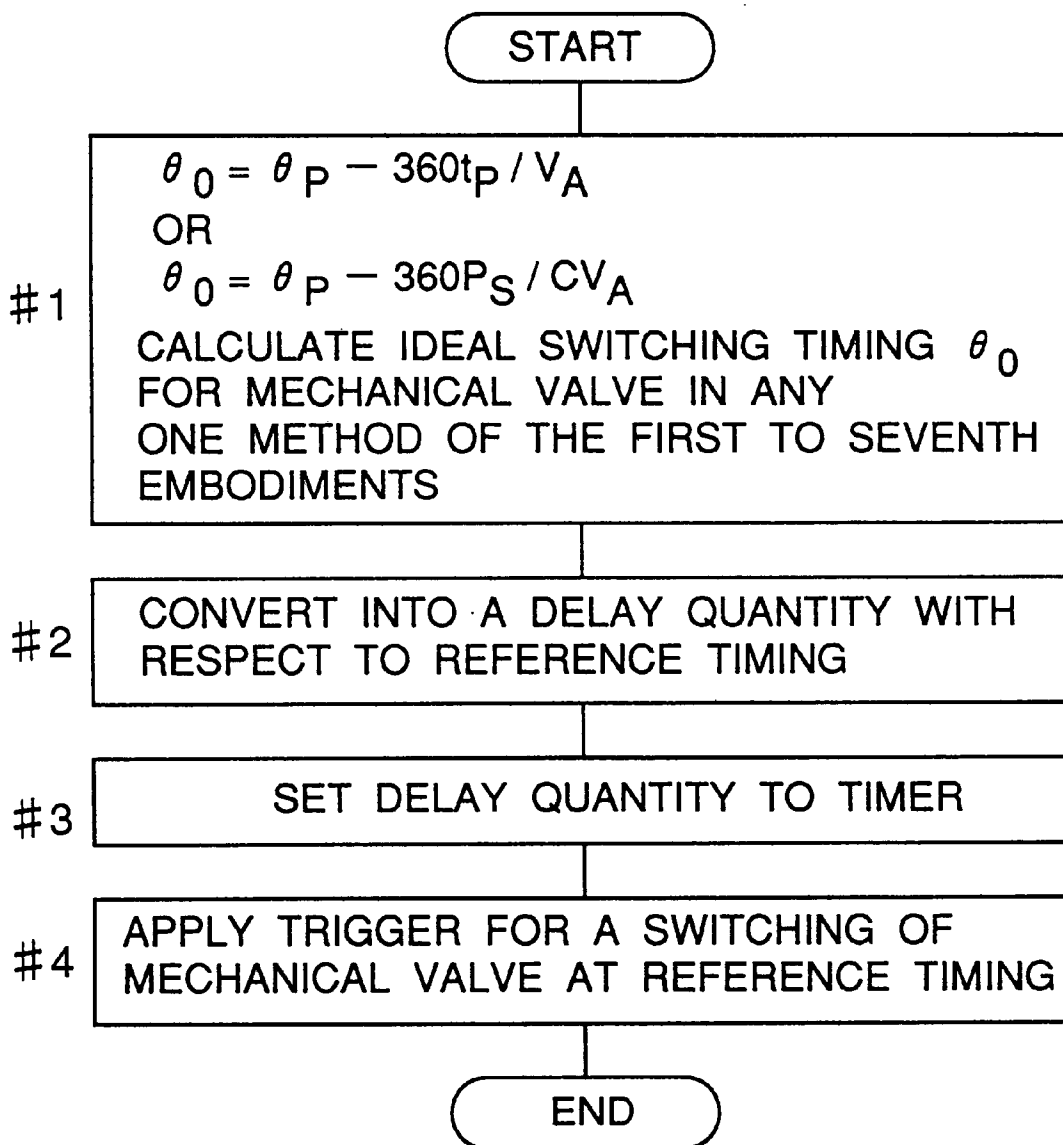 START
θ0 = θP − 360tP / VA
OR
θ0 = θP − 360PS / CVA
#1
CALCULATE IDEAL SWITCHING TIMING θ0
FOR MECHANICAL VALVE IN ANY
ONE METHOD OF THE FIRST TO SEVENTH
EMBODIMENTS
#2
CONVERT INTO A DELAY QUANTITY WITH
RESPECT TO REFERENCE TIMING
#3
SET DELAY QUANTITY TO TIMER
#4
APPLY TRIGGER FOR A SWITCHING OF
MECHANICAL VALVE AT REFERENCE TIMING
END